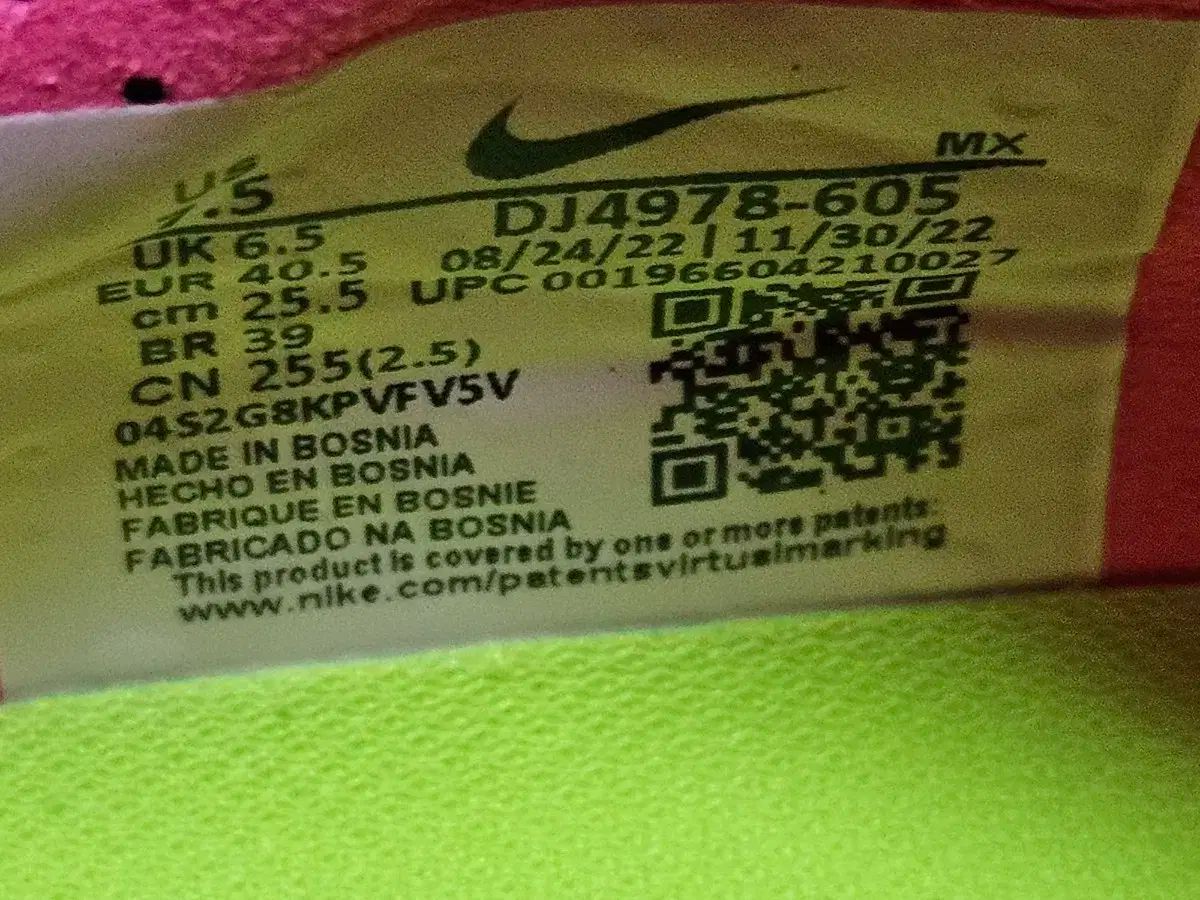 MX
US 7.5
UK 6.5
EUR 40.5
cm 25.5
BR 39
CN 255(2.5)
DJ4978-605
08/24/22 | 11/30/22
UPC 00196604210027
04S2G8KPVFV5V
MADE IN BOSNIA
HECHO EN BOSNIA
FABRIQUE EN BOSNIE
FABRICADO NA BOSNIA
This product is covered by one or more patents:
www.nike.com/patentsvirtualmarking